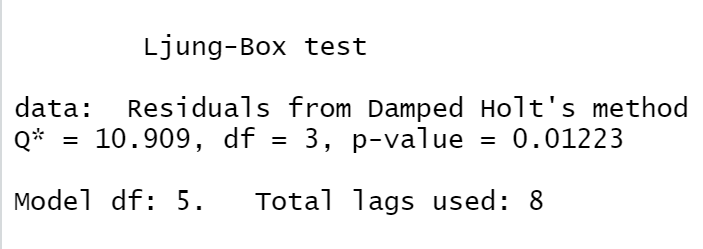 Ljung-Box test
data:  Residuals from Damped Holt's method
Q* = 10.909, df = 3, p-value = 0.01223
Model df: 5.   Total lags used: 8